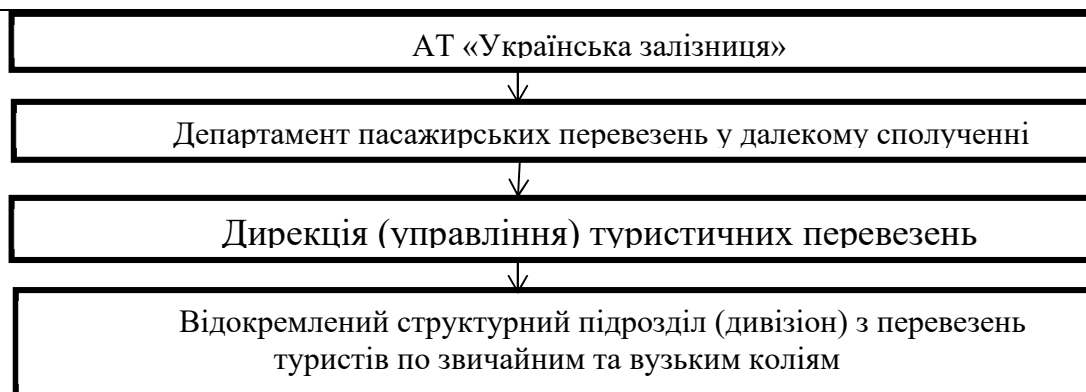 АТ «Українська залізниця»
Департамент пасажирських перевезень у далекому сполученні
Дирекція (управління) туристичних перевезень
Відокремлений структурний підрозділ (дивізіон) з перевезень
туристів по звичайним та вузьким коліям